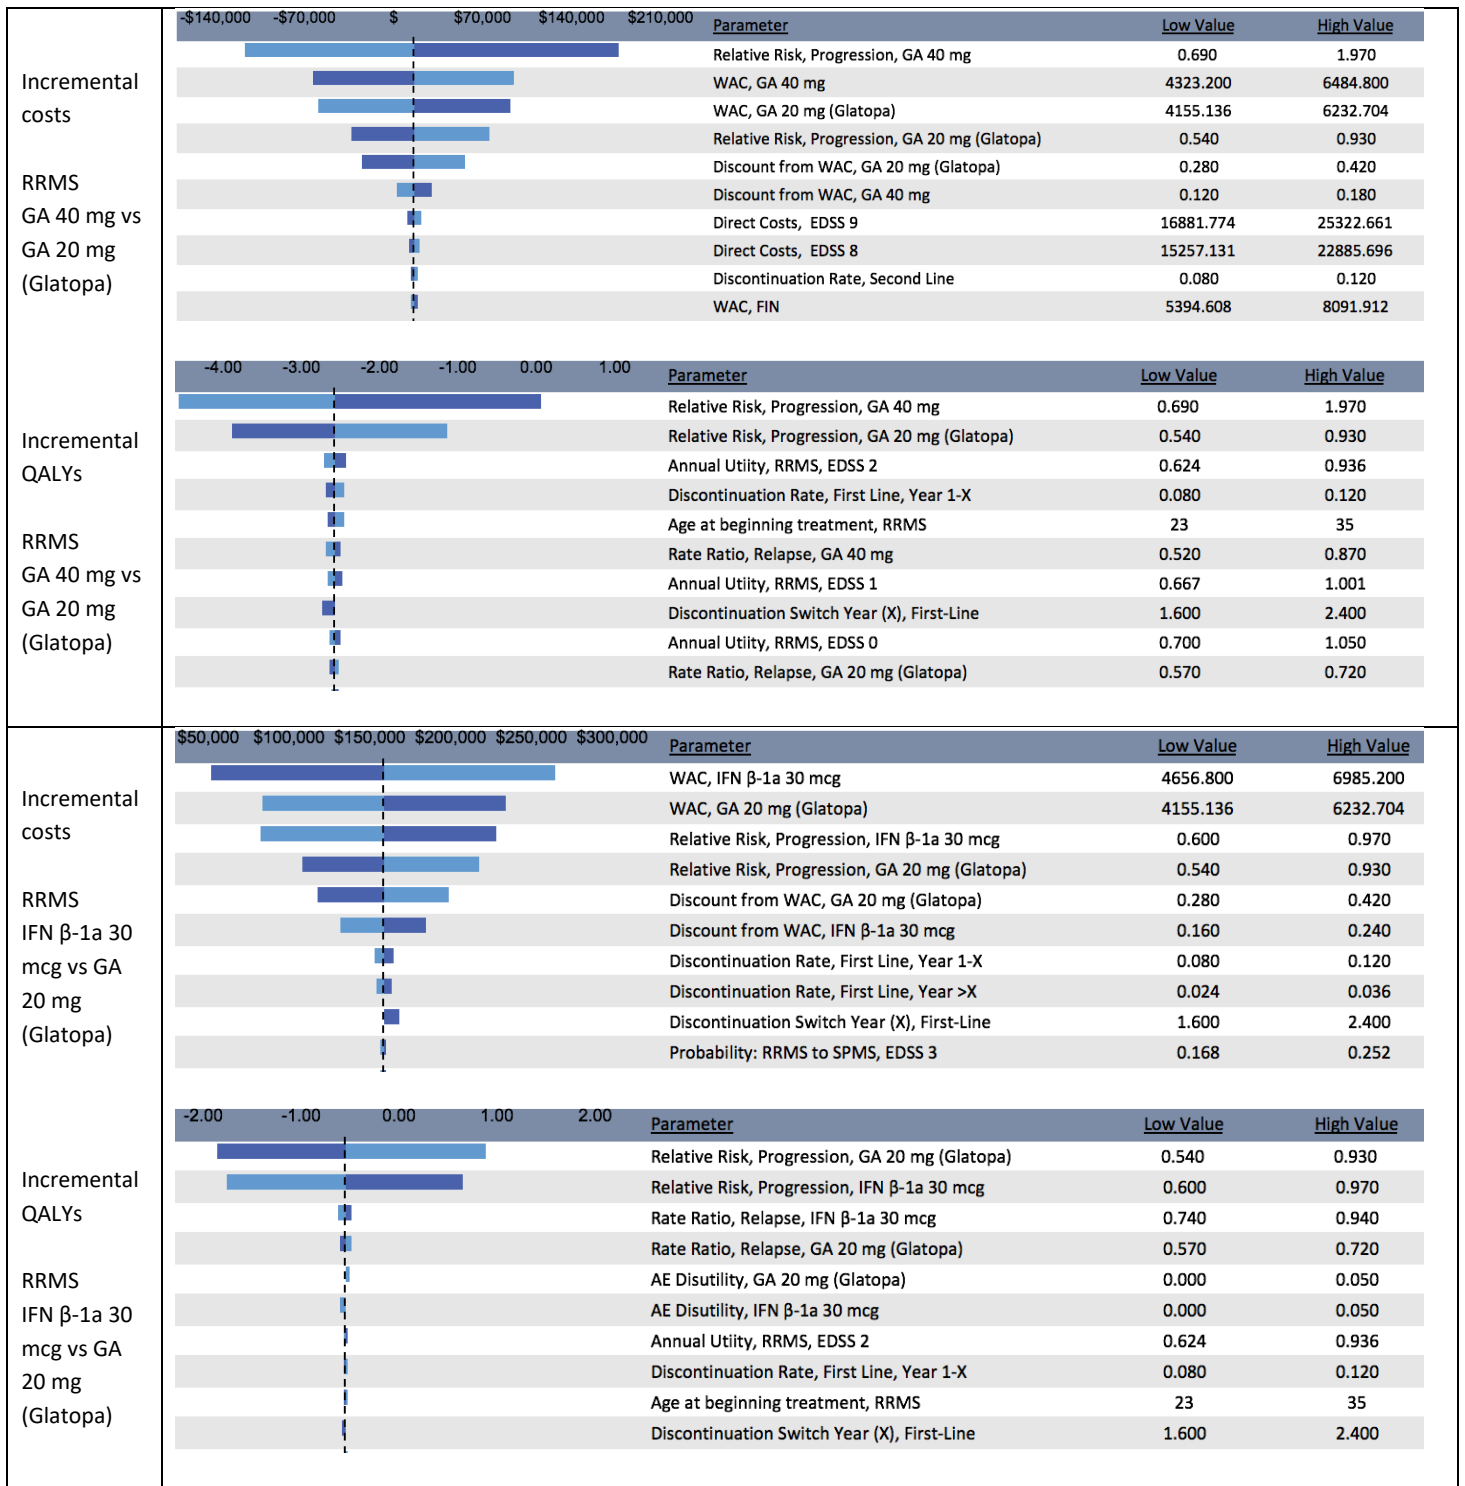 Incremental
costs
RRMS
GA 40 mg vs
GA 20 mg
(Glatopa)
-$140,000 -$70,000 $ $70,000 $140,000 $210,000 Parameter Low Value High Value
Relative Risk, Progression, GA 40 mg 0.690 1.970
WAC, GA 40 mg 4323.200 6484.800
WAC, GA 20 mg (Glatopa) 4155.136 6232.704
Relative Risk, Progression, GA 20 mg (Glatopa) 0.540 0.930
Discount from WAC, GA 20 mg (Glatopa) 0.280 0.420
Discount from WAC, GA 40 mg 0.120 0.180
Direct Costs, EDSS 9 16881.774 25322.661
Direct Costs, EDSS 8 15257.131 22885.696
Discontinuation Rate, Second Line 0.080 0.120
WAC, FIN 5394.608 8091.912
Incremental
QALYs
RRMS
GA 40 mg vs
GA 20 mg
(Glatopa)
-4.00 -3.00 -2.00 -1.00 0.00 1.00 Parameter Low Value High Value
Relative Risk, Progression, GA 40 mg 0.690 1.970
Relative Risk, Progression, GA 20 mg (Glatopa) 0.540 0.930
Annual Utiity, RRMS, EDSS 2 0.624 0.936
Discontinuation Rate, First Line, Year 1-X 0.080 0.120
Age at beginning treatment, RRMS 23 35
Rate Ratio, Relapse, GA 40 mg 0.520 0.870
Annual Utiity, RRMS, EDSS 1 0.667 1.001
Discontinuation Switch Year (X), First-Line 1.600 2.400
Annual Utiity, RRMS, EDSS 0 0.700 1.050
Rate Ratio, Relapse, GA 20 mg (Glatopa) 0.570 0.720
Incremental
costs
RRMS
IFN β-1a 30
mcg vs GA
20 mg
(Glatopa)
$50,000 $100,000 $150,000 $200,000 $250,000 $300,000 Parameter Low Value High Value
WAC, IFN β-1a 30 mcg 4656.800 6985.200
WAC, GA 20 mg (Glatopa) 4155.136 6232.704
Relative Risk, Progression, IFN β-1a 30 mcg 0.600 0.970
Relative Risk, Progression, GA 20 mg (Glatopa) 0.540 0.930
Discount from WAC, GA 20 mg (Glatopa) 0.280 0.420
Discount from WAC, IFN β-1a 30 mcg 0.160 0.240
Discontinuation Rate, First Line, Year 1-X 0.080 0.120
Discontinuation Rate, First Line, Year >X 0.024 0.036
Discontinuation Switch Year (X), First-Line 1.600 2.400
Probability: RRMS to SPMS, EDSS 3 0.168 0.252
Incremental
QALYs
RRMS
IFN β-1a 30
mcg vs GA
20 mg
(Glatopa)
-2.00 -1.00 0.00 1.00 2.00 Parameter Low Value High Value
Relative Risk, Progression, GA 20 mg (Glatopa) 0.540 0.930
Relative Risk, Progression, IFN β-1a 30 mcg 0.600 0.970
Rate Ratio, Relapse, IFN β-1a 30 mcg 0.740 0.940
Rate Ratio, Relapse, GA 20 mg (Glatopa) 0.570 0.720
AE Disutility, GA 20 mg (Glatopa) 0.000 0.050
AE Disutility, IFN β-1a 30 mcg 0.000 0.050
Annual Utiity, RRMS, EDSS 2 0.624 0.936
Discontinuation Rate, First Line, Year 1-X 0.080 0.120
Age at beginning treatment, RRMS 23 35
Discontinuation Switch Year (X), First-Line 1.600 2.400